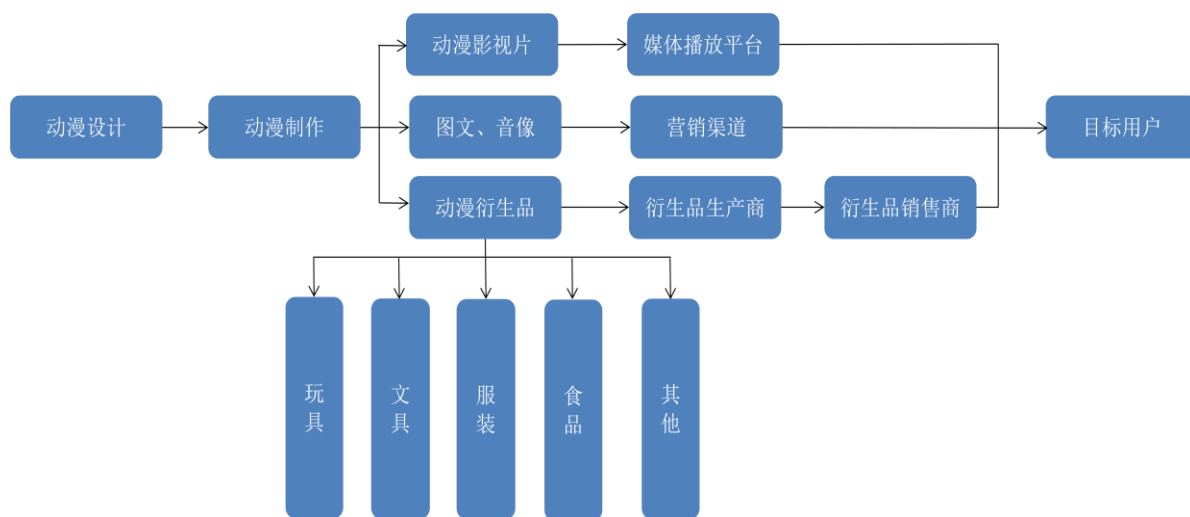 动漫影视片
媒体播放平台
动漫设计
动漫制作
图文、音像
营销渠道
目标用户
动漫衍生品
衍生品生产商
衍生品销售商
玩具
文具
服装
食品
其他